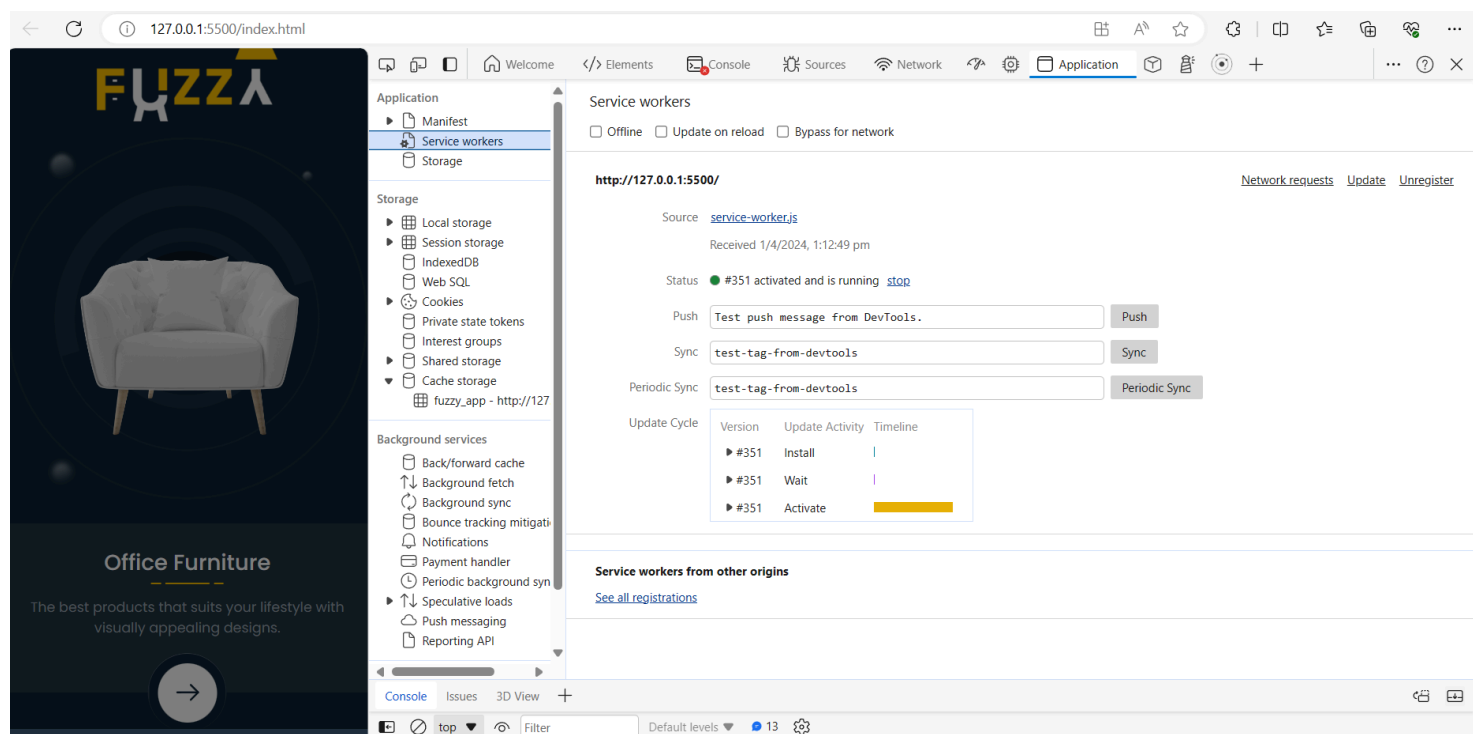 127.0.0.1:5500/index.html
FUZZY
Office Furniture
The best products that suits your lifestyle with
visually appealing designs.
Welcome </> Elements Console Sources Network Application
Application
Manifest
Service workers
Storage
Storage
Local storage
Session storage
IndexedDB
Web SQL
Cookies
Private state tokens
Interest groups
Shared storage
Cache storage
fuzzy_app - http://127
Background services
Back/forward cache
Background fetch
Background sync
Bounce tracking mitigati
Notifications
Payment handler
Periodic background syn
Speculative loads
Push messaging
Reporting API
Service workers
Offline Update on reload Bypass for network
http://127.0.0.1:5500/ Network requests Update Unregister
Source service-worker.js
Received 1/4/2024, 1:12:49 pm
Status #351 activated and is running stop
Push Test push message from DevTools. Push
Sync test-tag-from-devtools Sync
Periodic Sync test-tag-from-devtools Periodic Sync
Update Cycle Version Update Activity Timeline
#351 Install
#351 Wait
#351 Activate
Service workers from other origins
See all registrations
Console Issues 3D View
top Filter Default levels 13